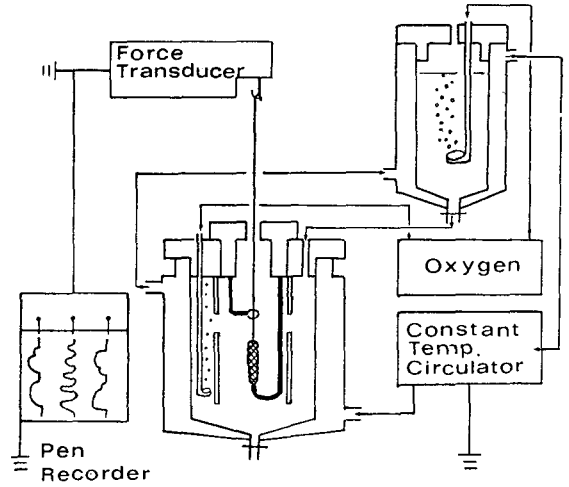 Force
Transducer
Oxygen
Constant
Temp.
Circulator
Pen
Recorder